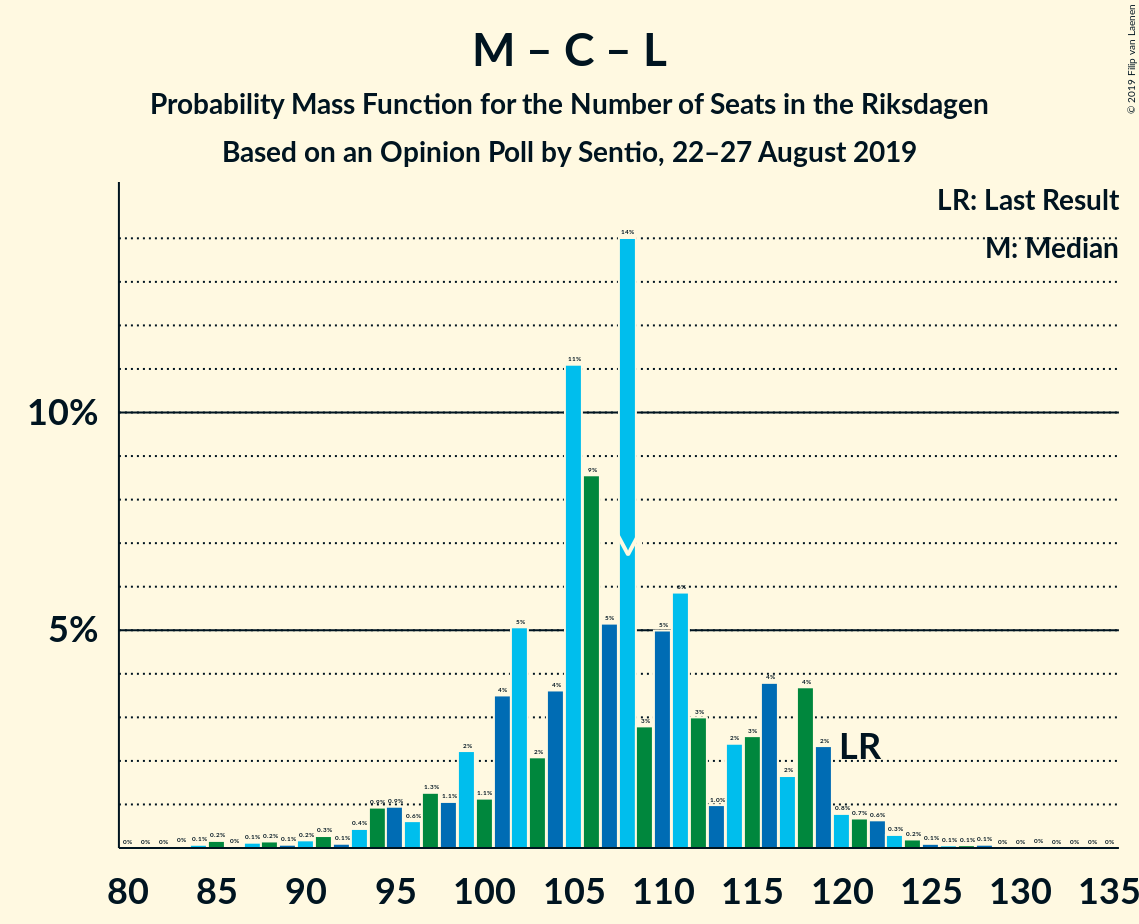 M – C – L
Probability Mass Function for the Number of Seats in the Riksdagen
Based on an Opinion Poll by Sentio, 22–27 August 2019
© 2019 Filip van Laenen
LR: Last Result
M: Median
10%
5%
0% 0% 0% 0% 0.1% 0.2% 0% 0.1% 0.2% 0.1% 0.2% 0.3% 0.1% 0.4% 0.9% 0.9% 0.6% 1.3% 1.1% 2% 1.1% 4% 5% 2% 4% 11% 9% 5% 14% 3% 5% 6% 3% 1.0% 2% 3% 4% 2% 4% 2% 0.8% 0.7% 0.6% 0.3% 0.2% 0.1% 0.1% 0.1% 0.1% 0% 0% 0% 0% 0% 0% 0%
LR
80 85 90 95 100 105 110 115 120 125 130 135